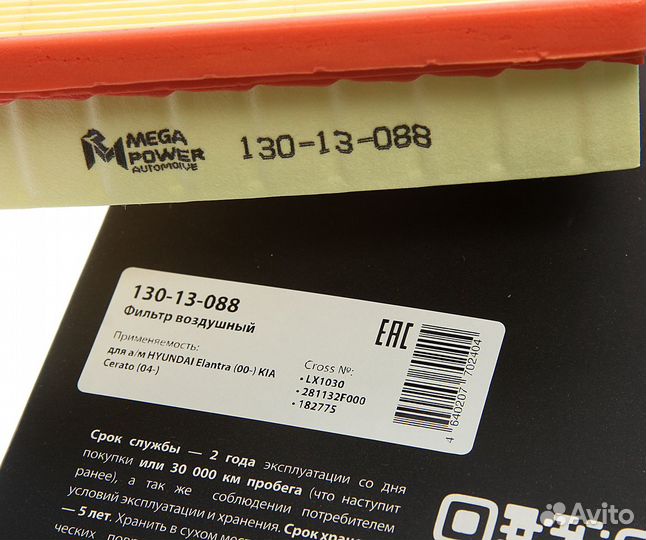 MEGA
POWER
AUTOMOTIVE
130-13-088
130-13-088
Фильтр воздушный
Применяемость:
для а/м HYUNDAI Elantra (00-) KIA
Cerato (04-)
EAC
Cross №:
• LX1030
• 281132F000
• 182775
4 640207 702404
Срок службы — 2 года эксплуатации со дня
покупки или 30 000 км пробега (что наступит
ранее), а так же соблюдении потребителем
условий эксплуатации и хранения. Срок хран
— 5 лет. Хранить в сухом мес
ческих пор
Avito